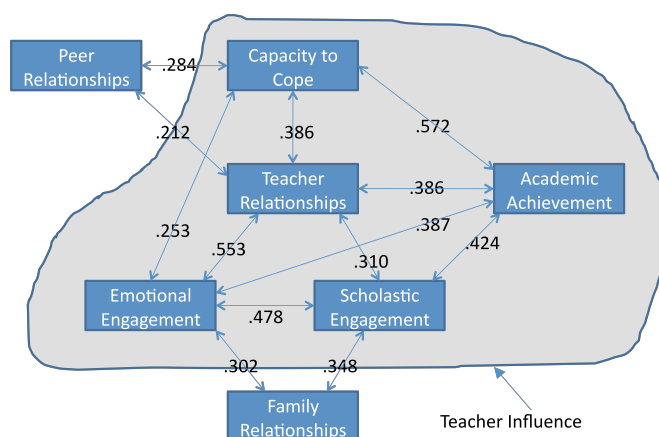 Peer
Relationships
.284
Capacity to
Cope
.212
.386
.572
Teacher
Relationships
.386
Academic
Achievement
.387
.253
.553
.310
.424
Emotional
Engagement
.478
Scholastic
Engagement
.302
.348
Family
Relationships
Teacher Influence